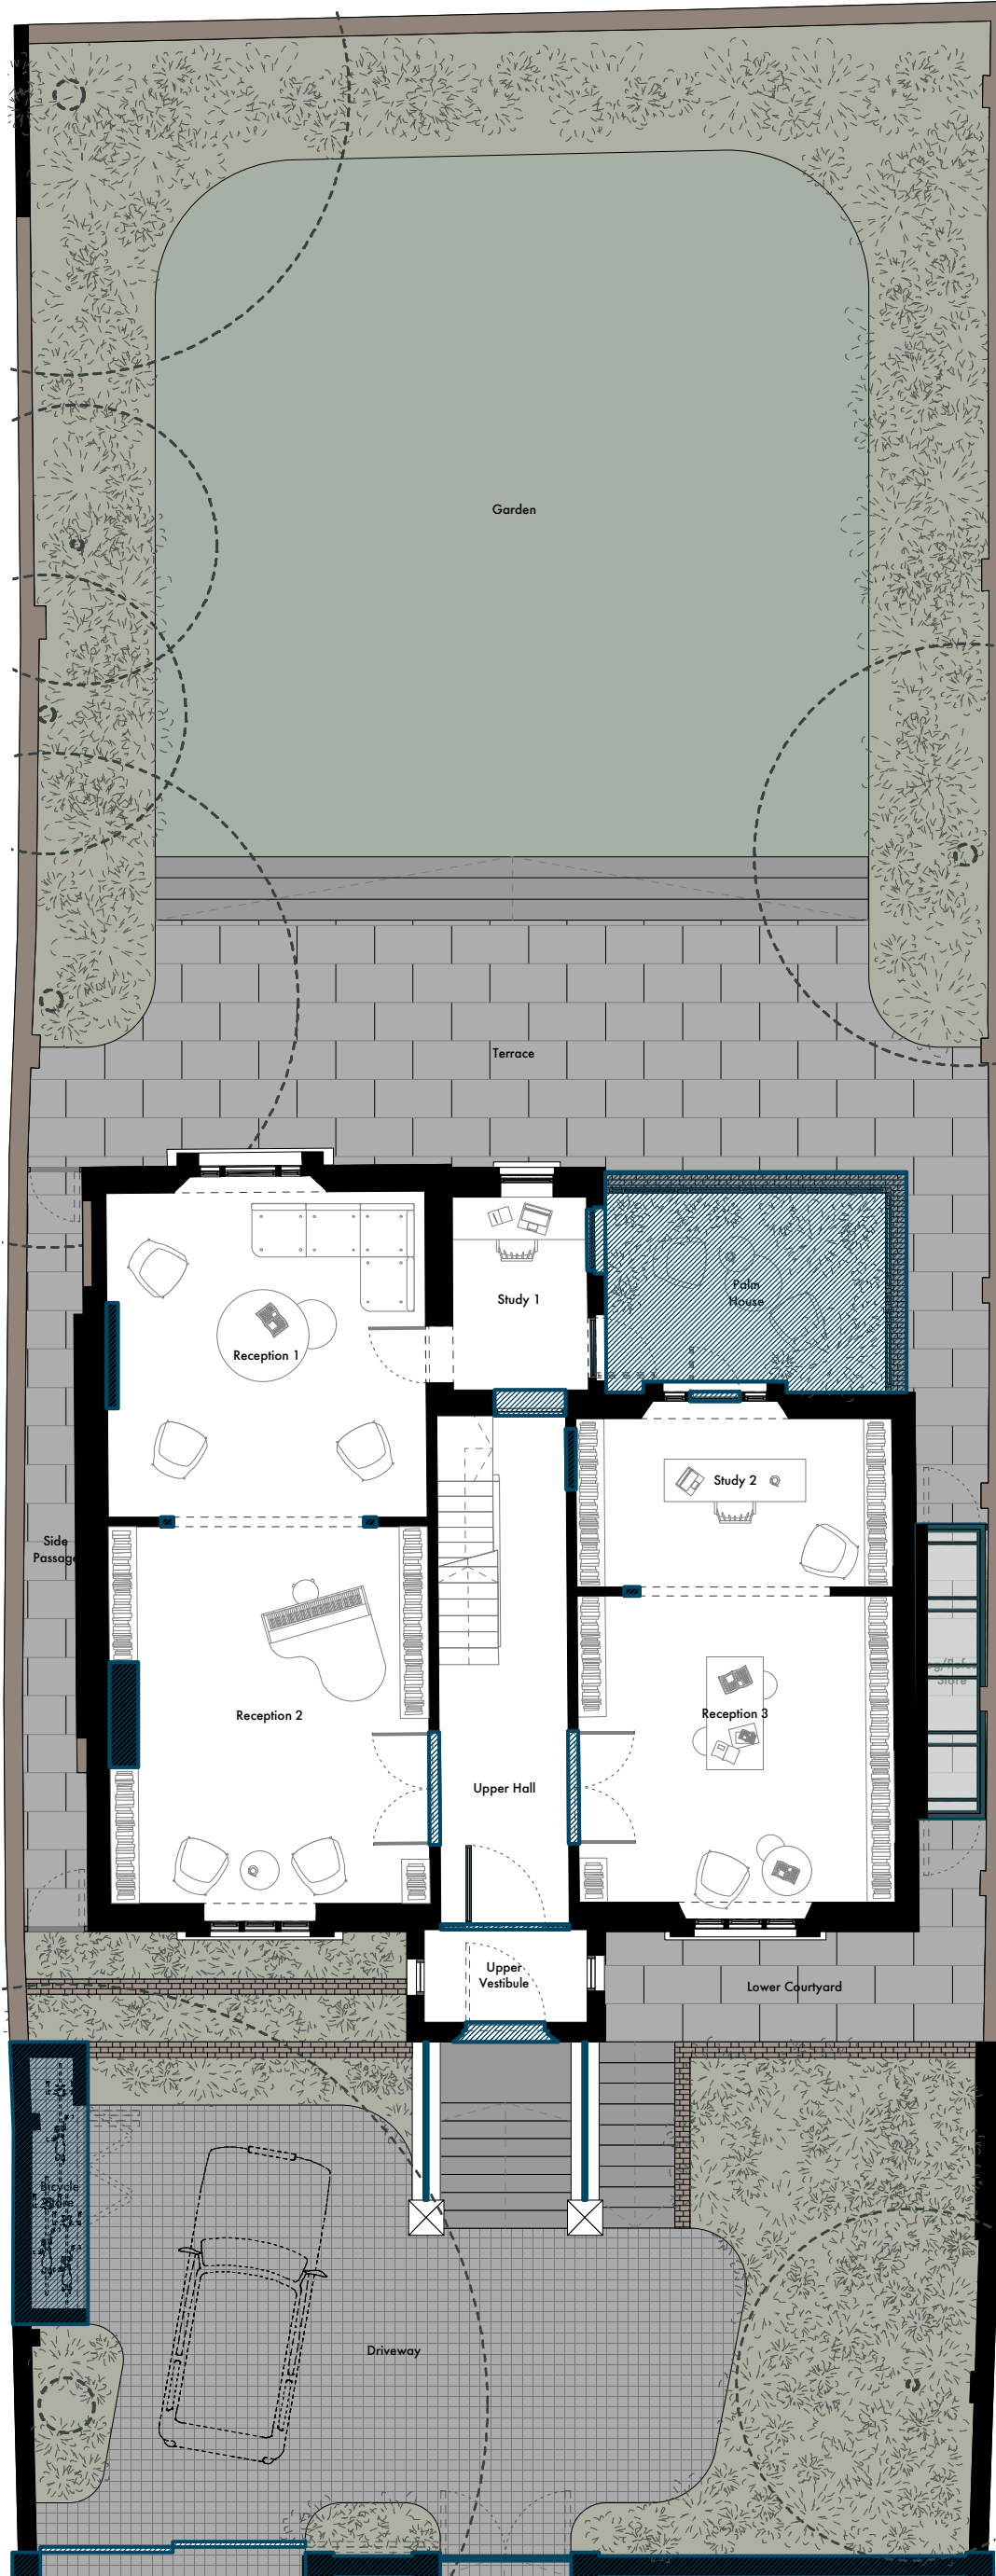 Garden
Terrace
Palm
House
Study 1
Reception 1
Study 2
Side
Passage
Store
Reception 2
Reception 3
Upper Hall
Upper
Vestibule
Lower Courtyard
Bicycle
Store
Driveway